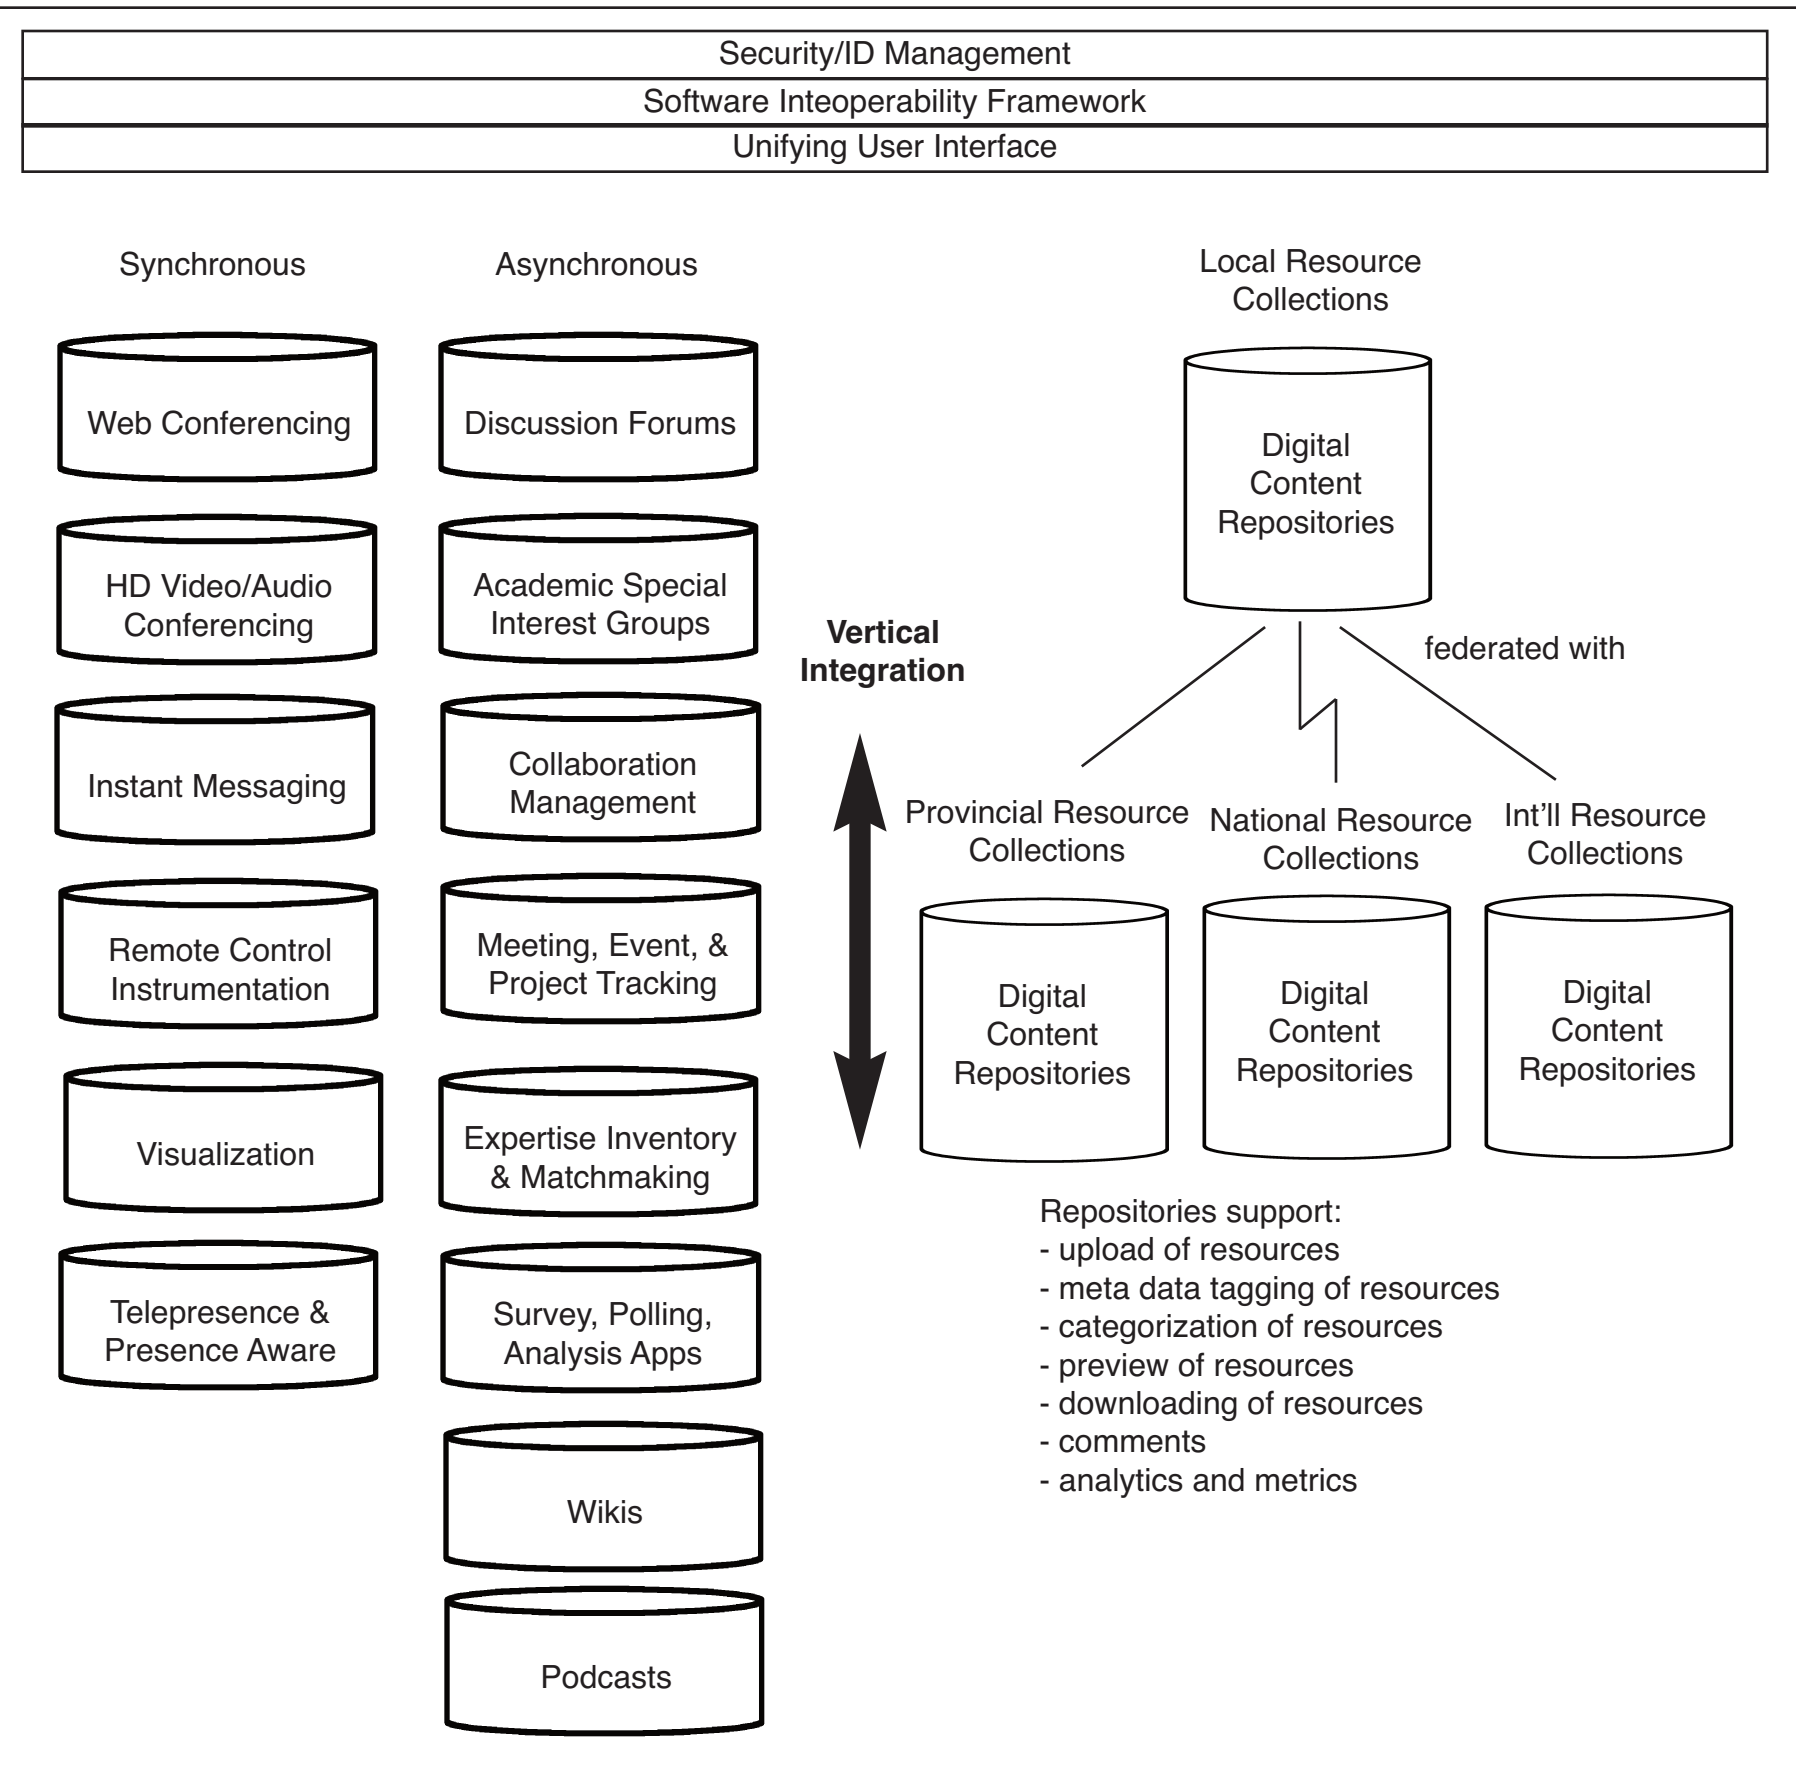 Security/ID Management
Software Inteoperability Framework
Unifying User Interface
Synchronous
Web Conferencing
HD Video/Audio
Conferencing
Instant Messaging
Remote Control
Instrumentation
Visualization
Telepresence &
Presence Aware
Asynchronous
Discussion Forums
Academic Special
Interest Groups
Collaboration
Management
Meeting, Event, &
Project Tracking
Expertise Inventory
& Matchmaking
Survey, Polling,
Analysis Apps
Wikis
Podcasts
Vertical
Integration
Local Resource
Collections
Digital
Content
Repositories
federated with
Provincial Resource
Collections
Digital
Content
Repositories
National Resource
Collections
Digital
Content
Repositories
Int'll Resource
Collections
Digital
Content
Repositories
Repositories support:
- upload of resources
- meta data tagging of resources
- categorization of resources
- preview of resources
- downloading of resources
- comments
- analytics and metrics